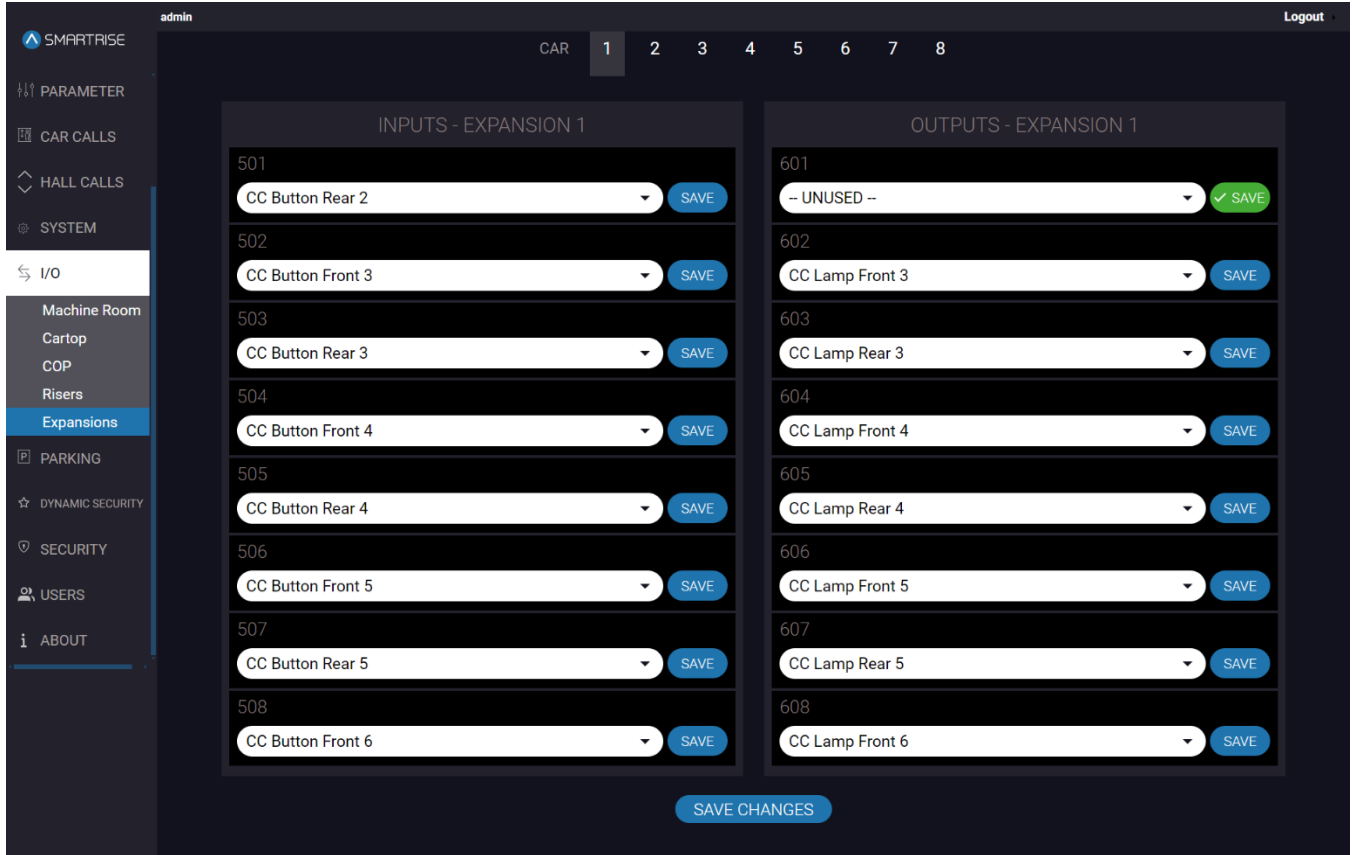 admin
Logout
SMARTRISE
CAR 1 2 3 4 5 6 7 8
PARAMETER
CAR CALLS
HALL CALLS
SYSTEM
I/O
Machine Room
Cartop
COP
Risers
Expansions
PARKING
DYNAMIC SECURITY
SECURITY
USERS
ABOUT
INPUTS - EXPANSION 1
501
CC Button Rear 2 SAVE
502
CC Button Front 3 SAVE
503
CC Button Rear 3 SAVE
504
CC Button Front 4 SAVE
505
CC Button Rear 4 SAVE
506
CC Button Front 5 SAVE
507
CC Button Rear 5 SAVE
508
CC Button Front 6 SAVE
OUTPUTS - EXPANSION 1
601
-- UNUSED -- SAVE
602
CC Lamp Front 3 SAVE
603
CC Lamp Rear 3 SAVE
604
CC Lamp Front 4 SAVE
605
CC Lamp Rear 4 SAVE
606
CC Lamp Front 5 SAVE
607
CC Lamp Rear 5 SAVE
608
CC Lamp Front 6 SAVE
SAVE CHANGES